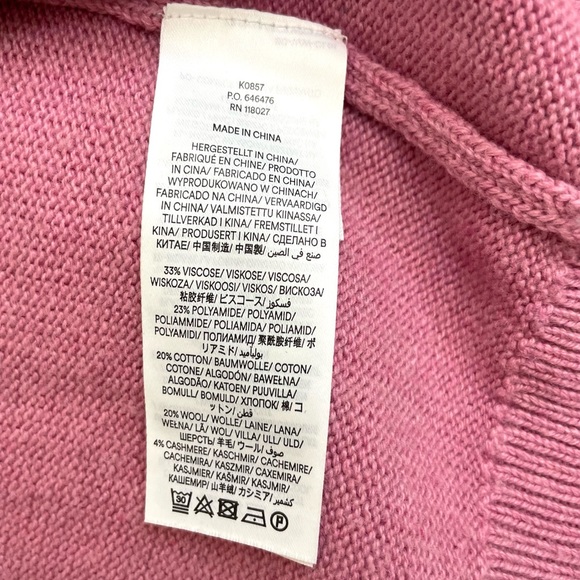 K0857
P.O. 646476
RN 118027
MADE IN CHINA
HERGESTELLT IN CHINA/
FABRIQUÉ EN CHINE/ PRODOTTO
IN CINA/ FABRICADO EN CHINA/
WYPRODUKOWANO W CHINACH/
FABRICADO NA CHINA/ VERVAARDIGD
IN CHINA/ VALMISTETTU KIINASSA/
TILLVERKAD I KINA/ FREMSTILLET I
KINA/ PRODUSERT I KINA/ СДЕЛАНО В
КИТАЕ/ 中国制造/ 中国製/ صنع في الصين
33% VISCOSE/ VISKOSE/ VISCOSA/
WISKOZA/ VISKOOSI/ VISKOS/ ВИСКОЗА/
粘胶纤维/ ビスコース/ فسكوز
23% POLYAMIDE/ POLYAMID/
POLIAMMIDE/ POLIAMIDA/ POLIAMID/
POLYAMIDI/ ПОЛИАМИД/ 聚酰胺纤维/ ポ
リアミド/ بولياميد
20% COTTON/ BAUMWOLLE/ COTON/
COTONE/ ALGODÓN/ BAWEŁNA/
ALGODÃO/ KATOEN/ PUUVILLA/
BOMULL/ BOMULD/ ХЛОПОК/ 棉/ コ
ットン/ قطن
20% WOOL/ WOLLE/ LAINE/ LANA/
WEŁNA/ LÃ/ WOL/ VILLA/ ULL/ ULD/
ШЕРСТЬ/ 羊毛/ ウール/ صوف
4% CASHMERE/ KASCHMIR/ CACHEMIRE/
CACHEMIRA/ KASZMIR/ CAXEMIRA/
KASJMIER/ KAŠMIR/ KASJMIR/
КАШЕМИР/ 山羊绒/ カシミア/ كشمير
30 P